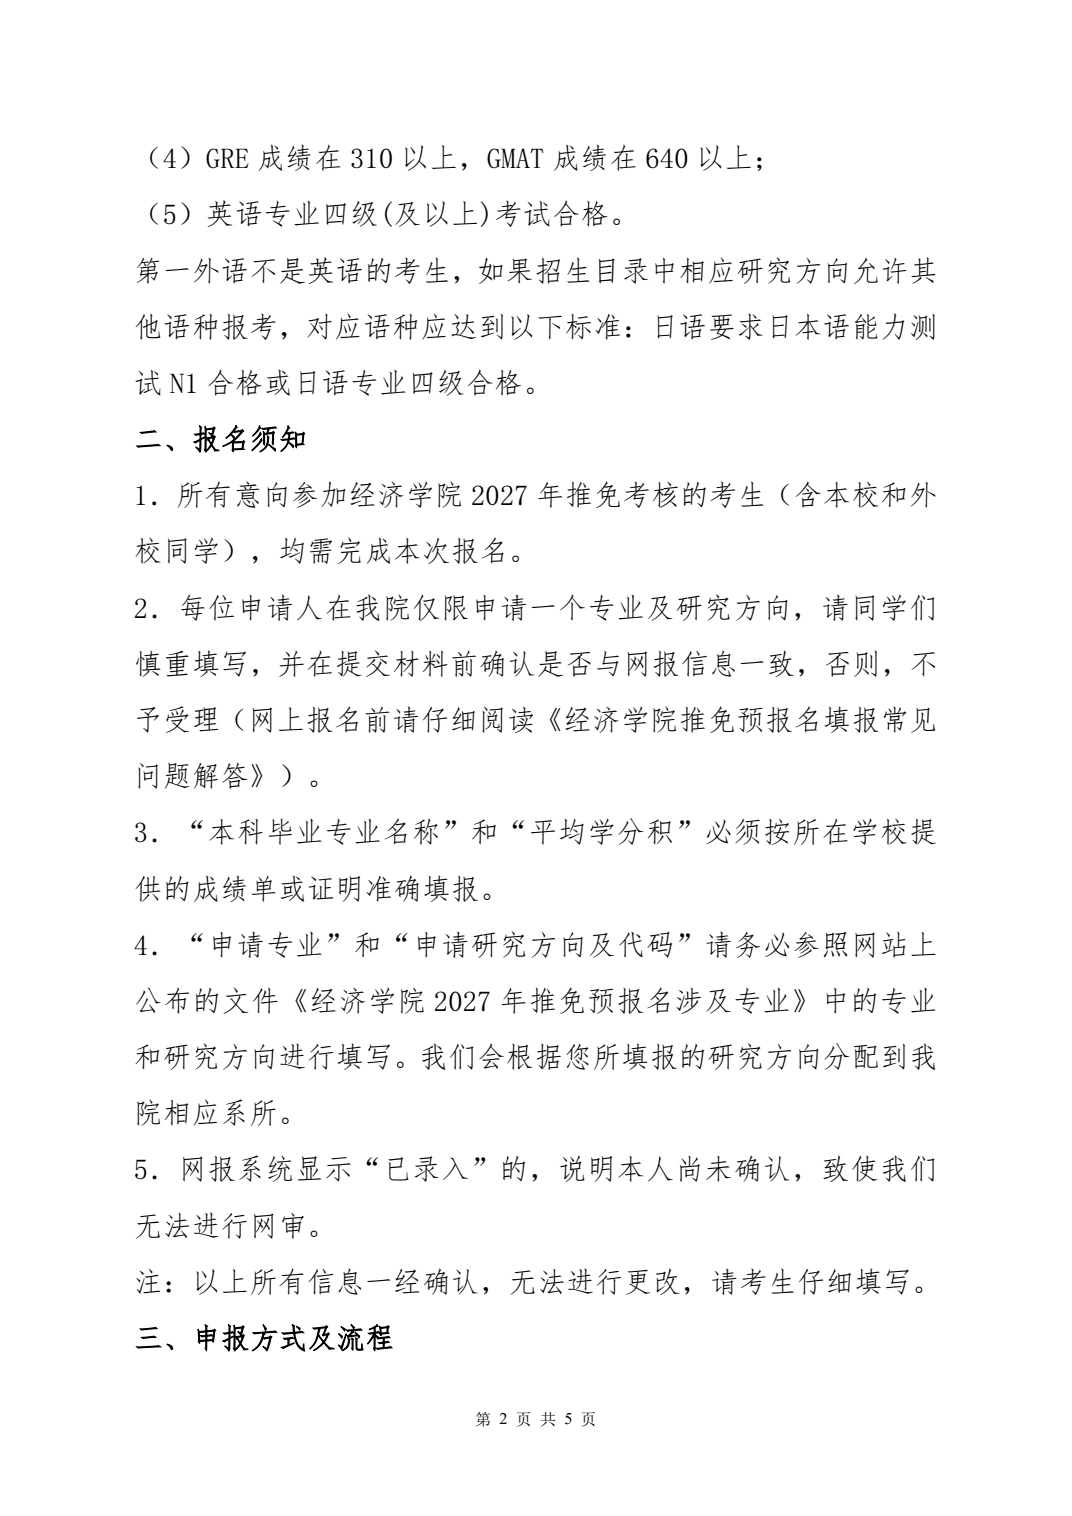 （4）GRE 成绩在 310 以上，GMAT 成绩在 640 以上；
（5）英语专业四级(及以上)考试合格。
第一外语不是英语的考生，如果招生目录中相应研究方向允许其
他语种报考，对应语种应达到以下标准：日语要求日本语能力测
试 N1 合格或日语专业四级合格。
二、报名须知
1．所有意向参加经济学院 2027 年推免考核的考生（含本校和外
校同学），均需完成本次报名。
2．每位申请人在我院仅限申请一个专业及研究方向，请同学们
慎重填写，并在提交材料前确认是否与网报信息一致，否则，不
予受理（网上报名前请仔细阅读《经济学院推免预报名填报常见
问题解答》）。
3．“本科毕业专业名称”和“平均学分积”必须按所在学校提
供的成绩单或证明准确填报。
4．“申请专业”和“申请研究方向及代码”请务必参照网站上
公布的文件《经济学院 2027 年推免预报名涉及专业》中的专业
和研究方向进行填写。我们会根据您所填报的研究方向分配到我
院相应系所。
5．网报系统显示“已录入”的，说明本人尚未确认，致使我们
无法进行网审。
注：以上所有信息一经确认，无法进行更改，请考生仔细填写。
三、申报方式及流程
第 2 页 共 5 页